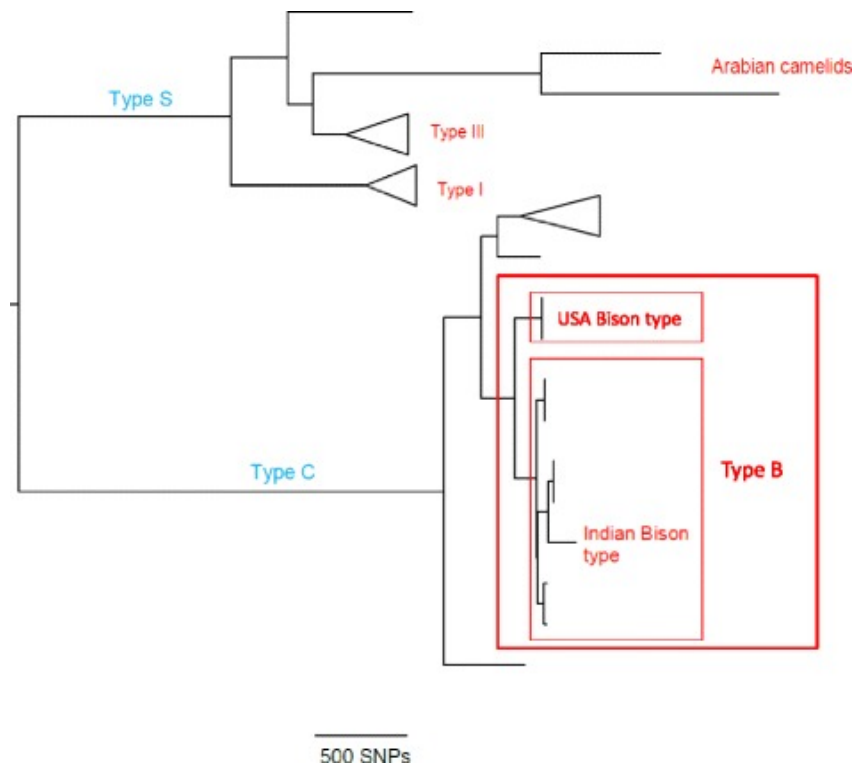 Arabian camelids
Type S
Type III
Type I
USA Bison type
Type B
Type C
Indian Bison
type
500 SNPs